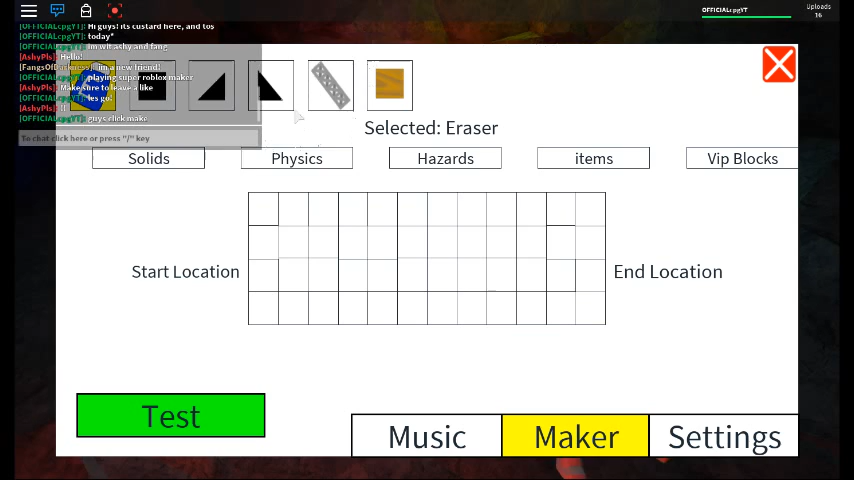 OFFICIALcpgYT
Uploads
16
[OFFICIALcpgYT]: Hi guys! its custard here, and tos
today*
[OFFICIALcpgYT]: im wit ashy and fang
[AshyPls]: Hello!
[FangsOfDarkness]: im a new friend!
[OFFICIALcpgYT]: playing super roblox maker
[AshyPls]: Make sure to leave a like
[OFFICIALcpgYT]: les go!
[AshyPls]: !!
[OFFICIALcpgYT]: guys click make
To chat click here or press "/" key
Selected: Eraser
Solids
Physics
Hazards
items
Vip Blocks
Start Location
End Location
Test
Music
Maker
Settings